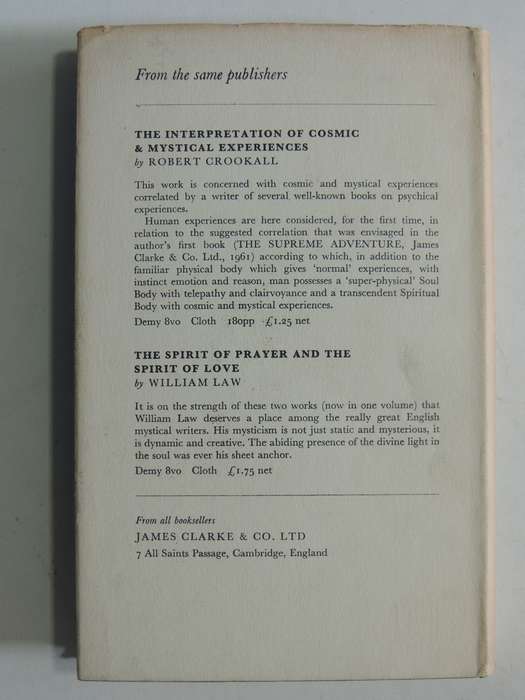 From the same publishers
THE INTERPRETATION OF COSMIC
& MYSTICAL EXPERIENCES
by ROBERT CROOKALL
This work is concerned with cosmic and mystical experiences
correlated by a writer of several well-known books on psychical
experiences.
Human experiences are here considered, for the first time, in
relation to the suggested correlation that was envisaged in the
author's first book (THE SUPREME ADVENTURE, James
Clarke & Co. Ltd., 1961) according to which, in addition to the
familiar physical body which gives 'normal' experiences, with
instinct emotion and reason, man possesses a 'super-physical' Soul
Body with telepathy and clairvoyance and a transcendent Spiritual
Body with cosmic and mystical experiences.
Demy 8vo Cloth 180pp £1.25 net
THE SPIRIT OF PRAYER AND THE
SPIRIT OF LOVE
by WILLIAM LAW
It is on the strength of these two works (now in one volume) that
William Law deserves a place among the really great English
mystical writers. His mysticism is not just static and mysterious, it
is dynamic and creative. The abiding presence of the divine light in
the soul was ever his sheet anchor.
Demy 8vo Cloth £1.75 net
From all booksellers
JAMES CLARKE & CO. LTD
7 All Saints Passage, Cambridge, England